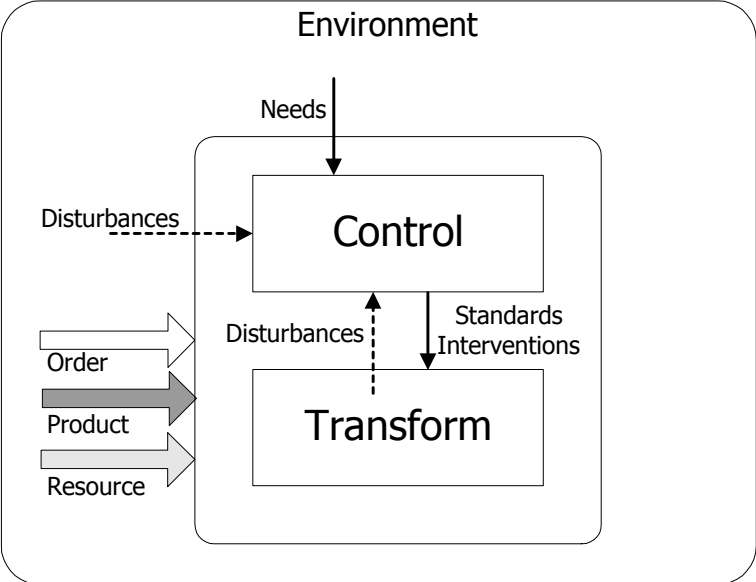 Environment
Needs
Disturbances
Control
Disturbances
Standards
Interventions
Order
Product
Transform
Resource